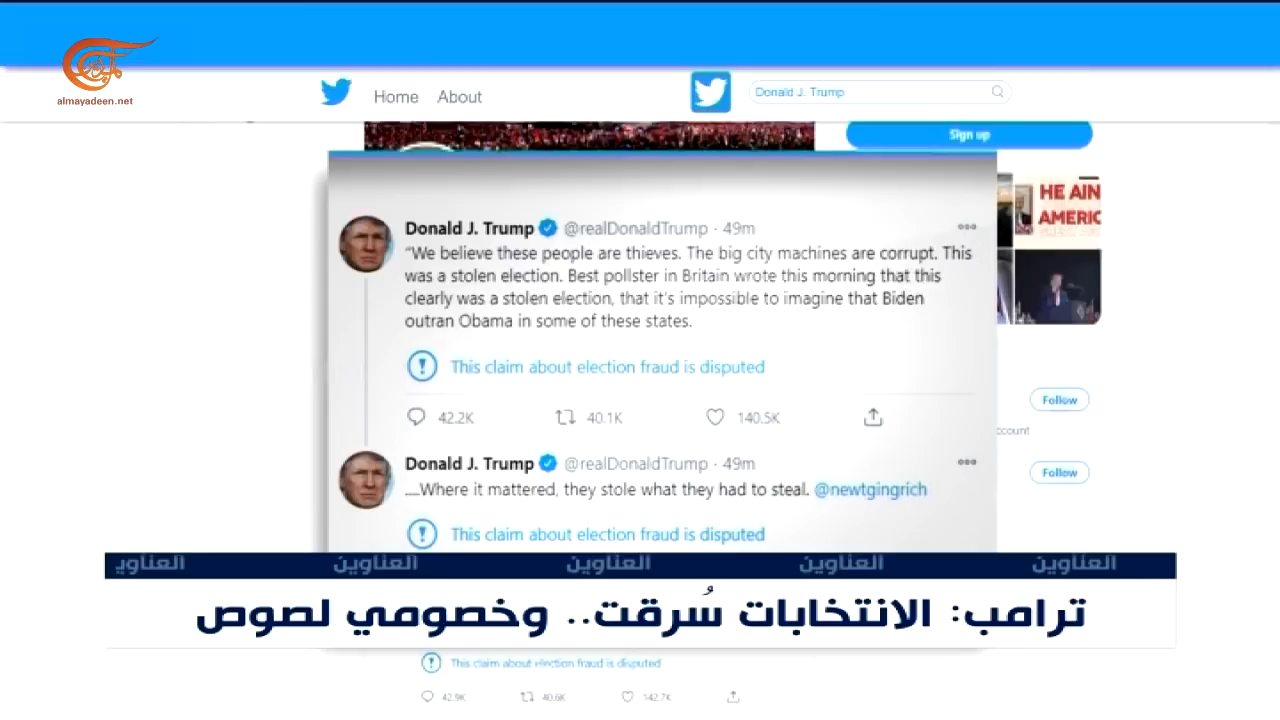 almayadeen.net
Home About
Donald J. Trump
Sign up
HE AIN
AMERIC
Donald J. Trump @realDonaldTrump · 49m
“We believe these people are thieves. The big city machines are corrupt. This
was a stolen election. Best pollster in Britain wrote this morning that this
clearly was a stolen election, that it's impossible to imagine that Biden
outran Obama in some of these states.
This claim about election fraud is disputed
42.2K 40.1K 140.5K
Follow
ccount
Donald J. Trump @realDonaldTrump · 49m
Follow
....Where it mattered, they stole what they had to steal. @newtgingrich
This claim about election fraud is disputed
العناوين العناوين العناوين العناوين العناوي
ترامب: الانتخابات سُرقت.. وخصومي لصوص
This claim about election fraud is disputed
42.9K 40.6K 142.7K